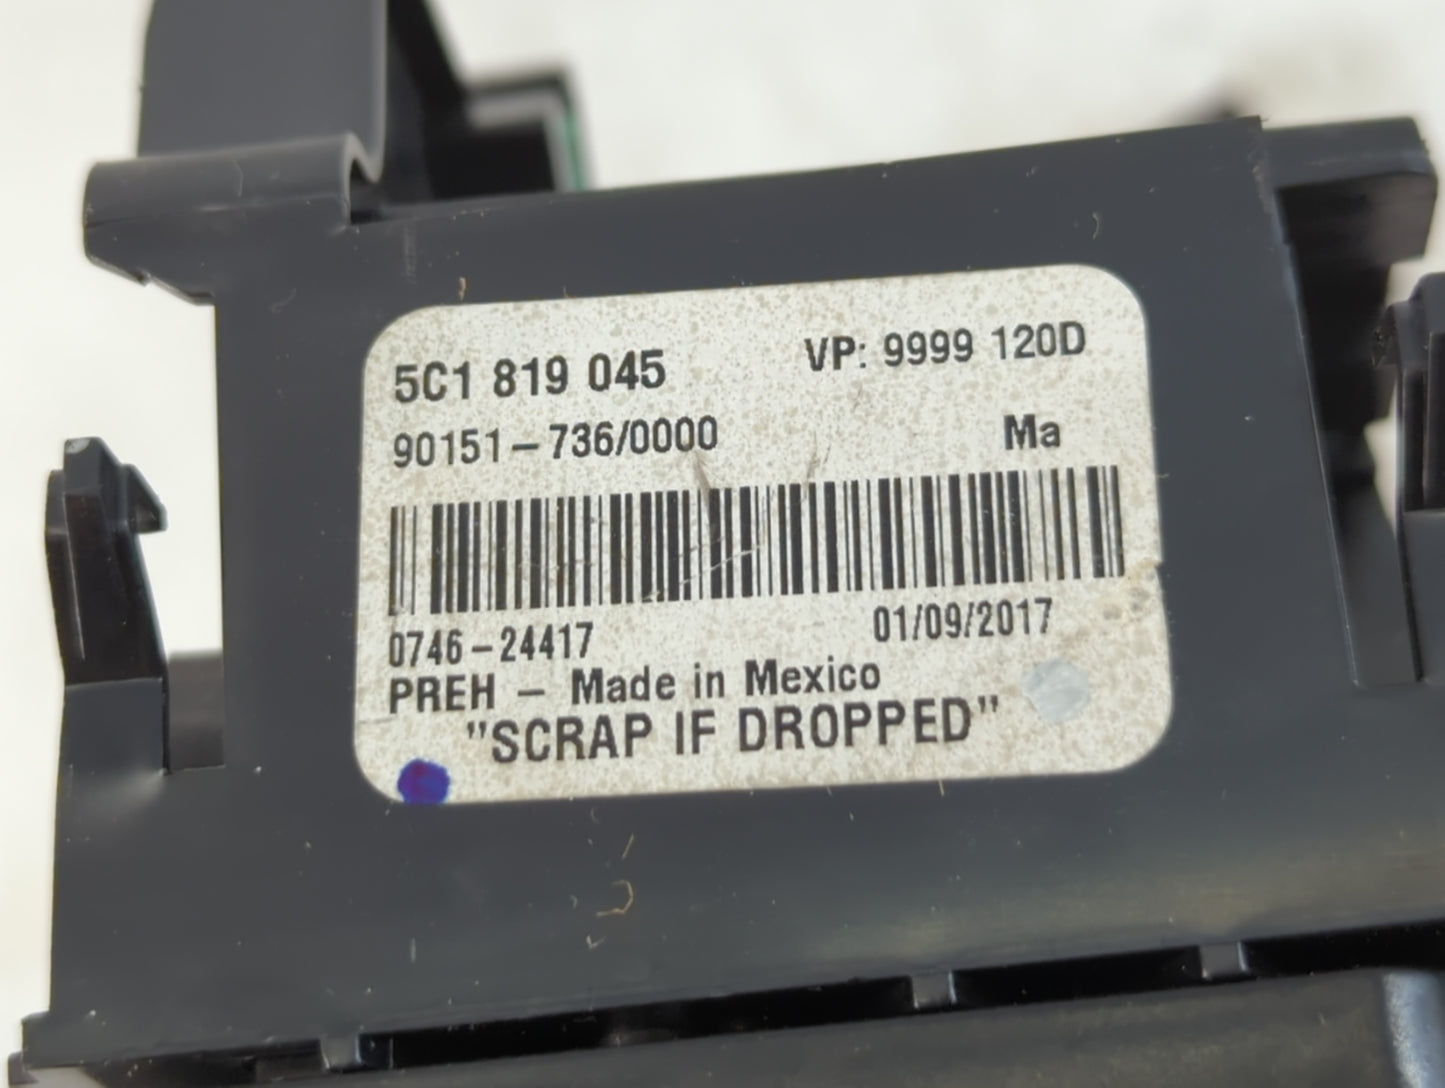 5C1 819 045 VP: 9999 120D
90151-736/0000 Ma
0746-24417 01/09/2017
PREH - Made in Mexico
"SCRAP IF DROPPED"